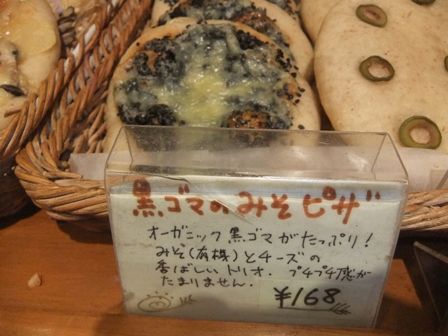 黒ゴマのみそピザ
オーガニック黒ゴマがたっぷり!
みそ(有機)とチーズの
香ばしいトリオ. プチプチ感が
たまりません.
¥168